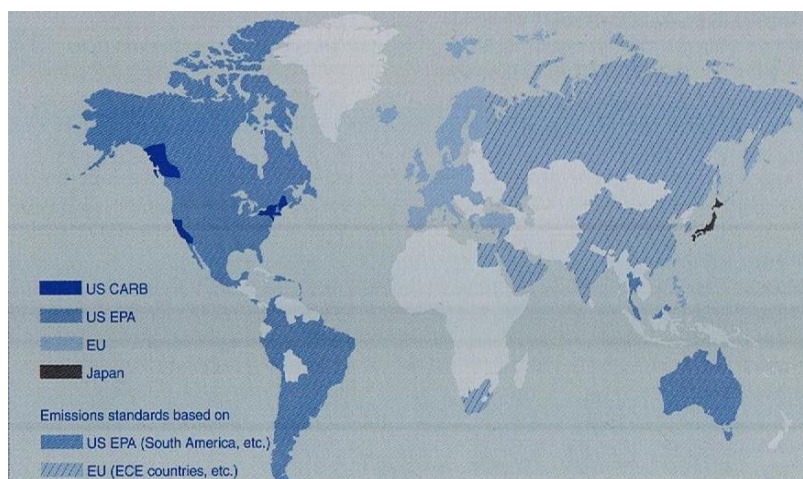 US CARB
US EPA
EU
Japan
Emissions standards based on
US EPA (South America, etc.)
EU (ECE countries, etc.)